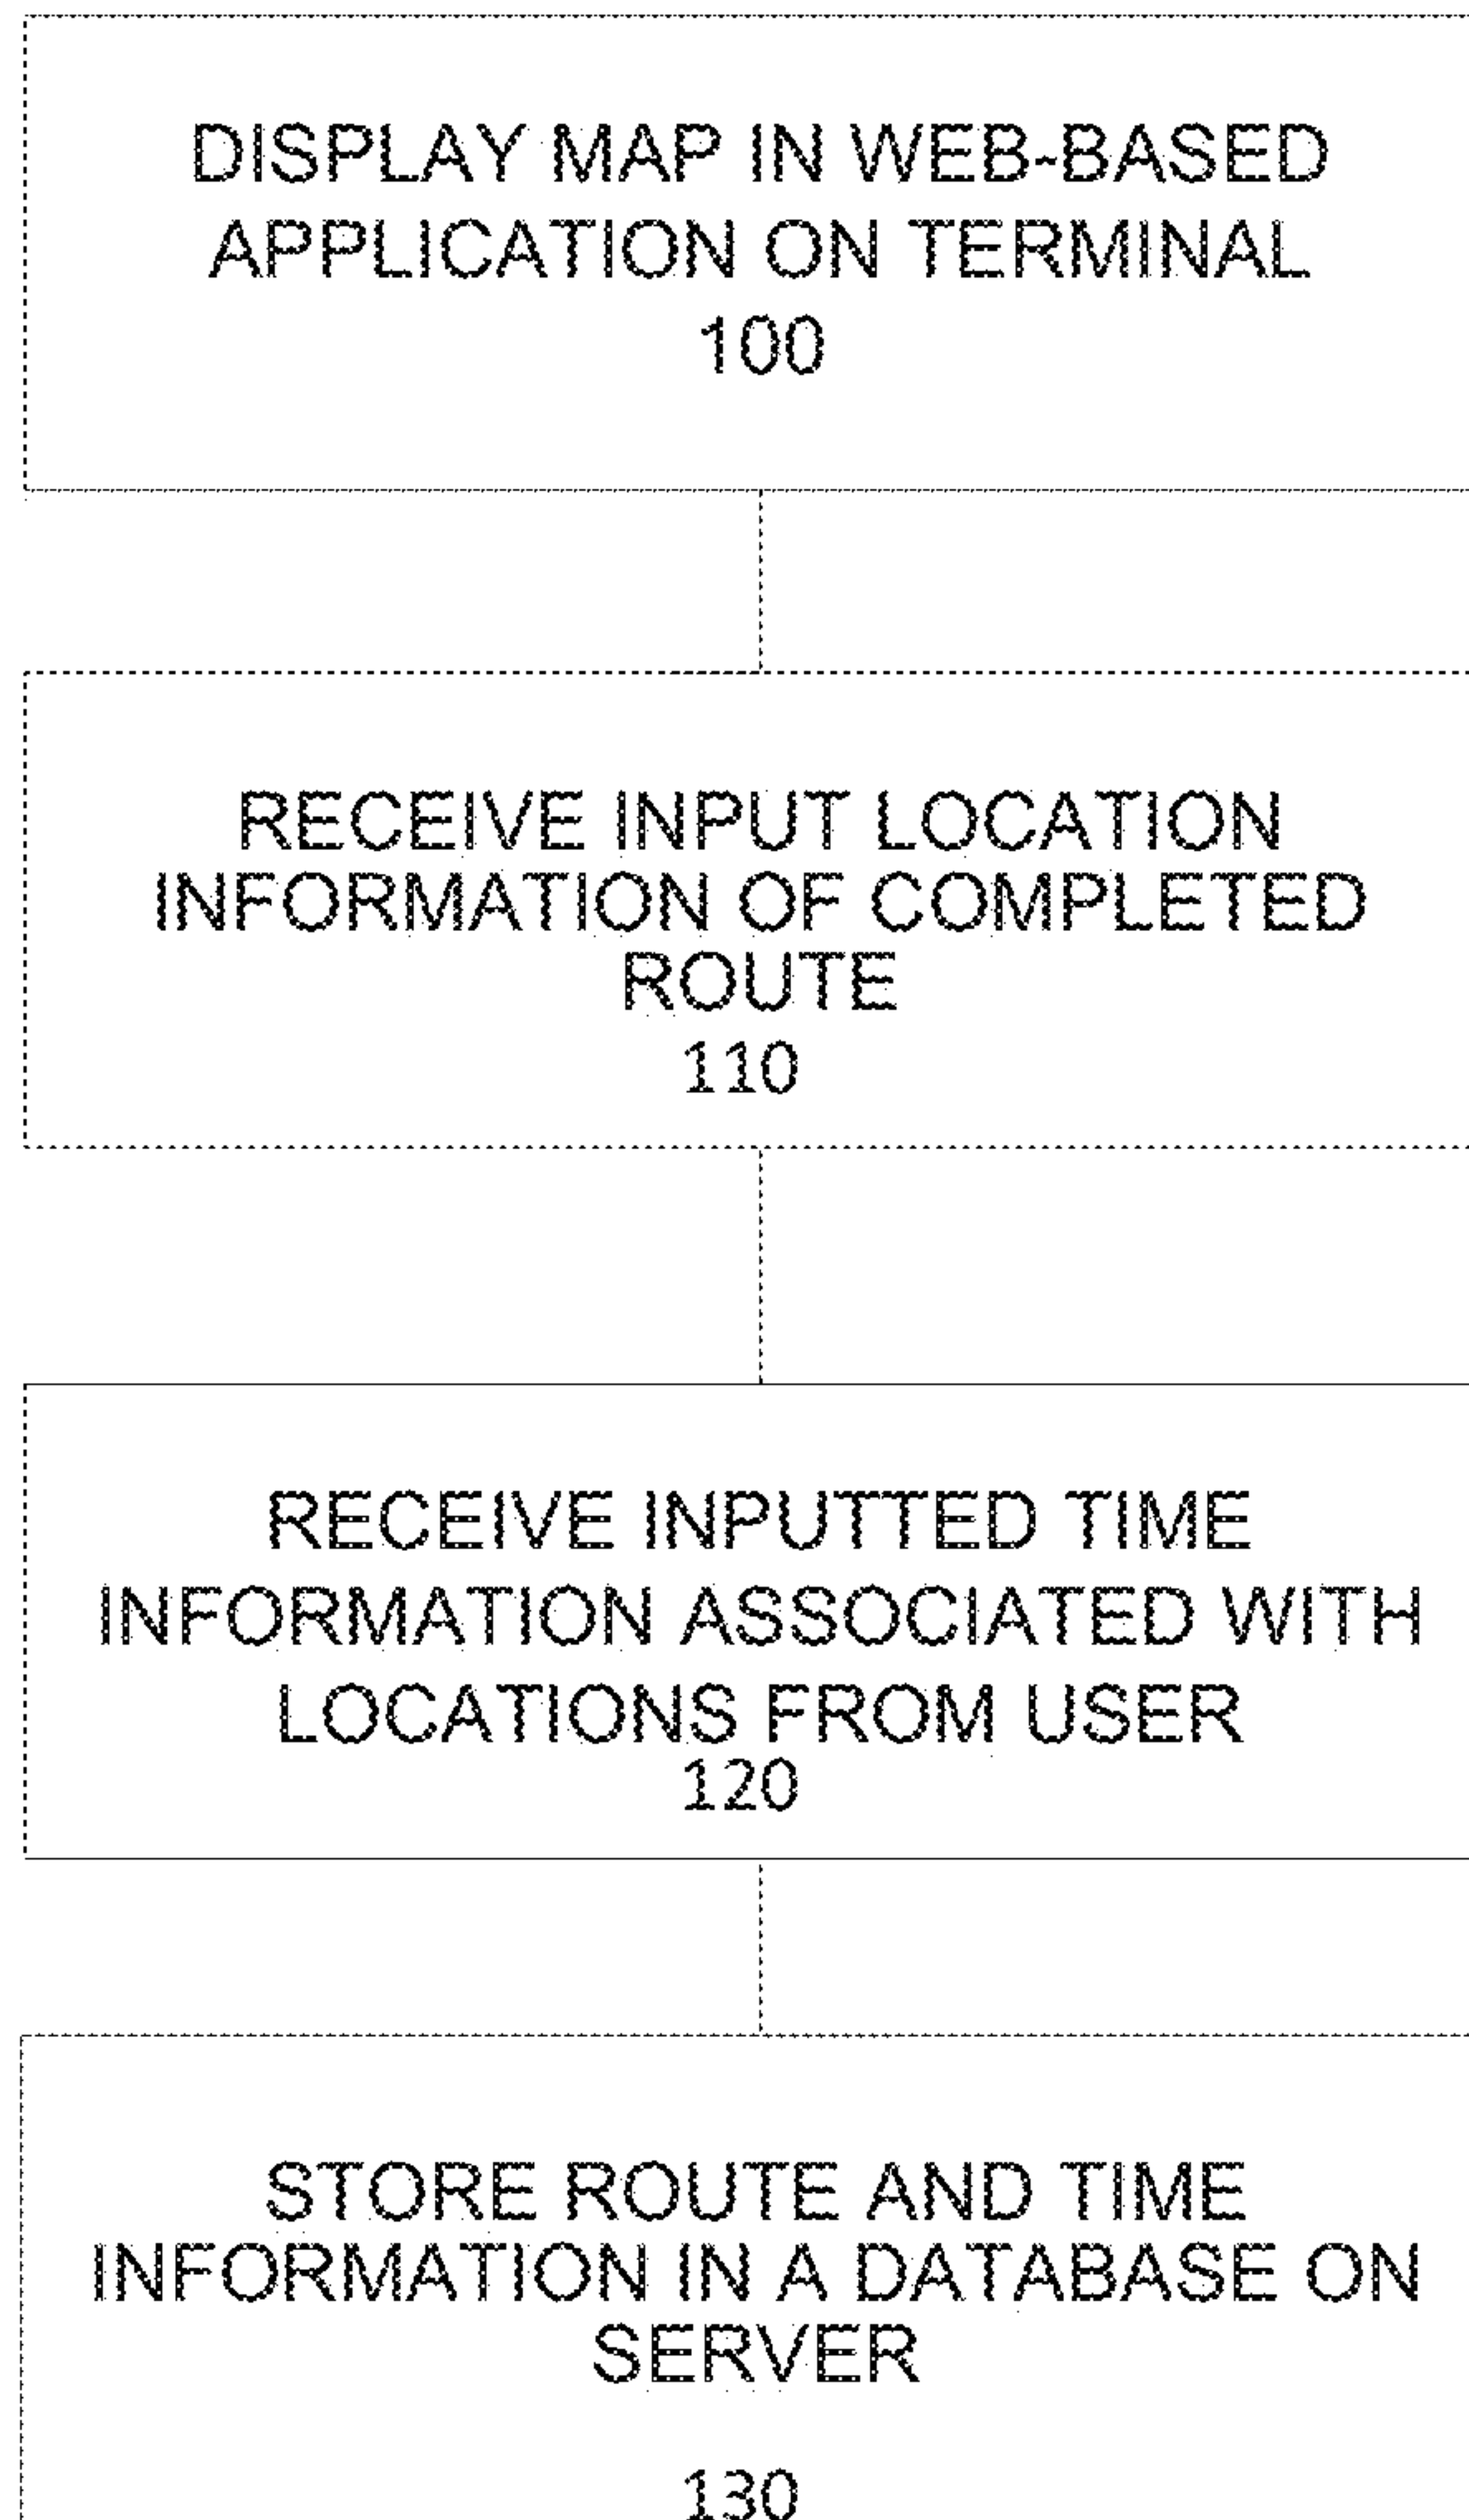 DISPLAY MAP IN WEB-BASED
APPLICATION ON TERMINAL
100
RECEIVE INPUT LOCATION
INFORMATION OF COMPLETED
ROUTE
110
RECEIVE INPUTTED TIME
INFORMATION ASSOCIATED WITH
LOCATIONS FROM USER
120
STORE ROUTE AND TIME
INFORMATION IN A DATABASE ON
SERVER
130